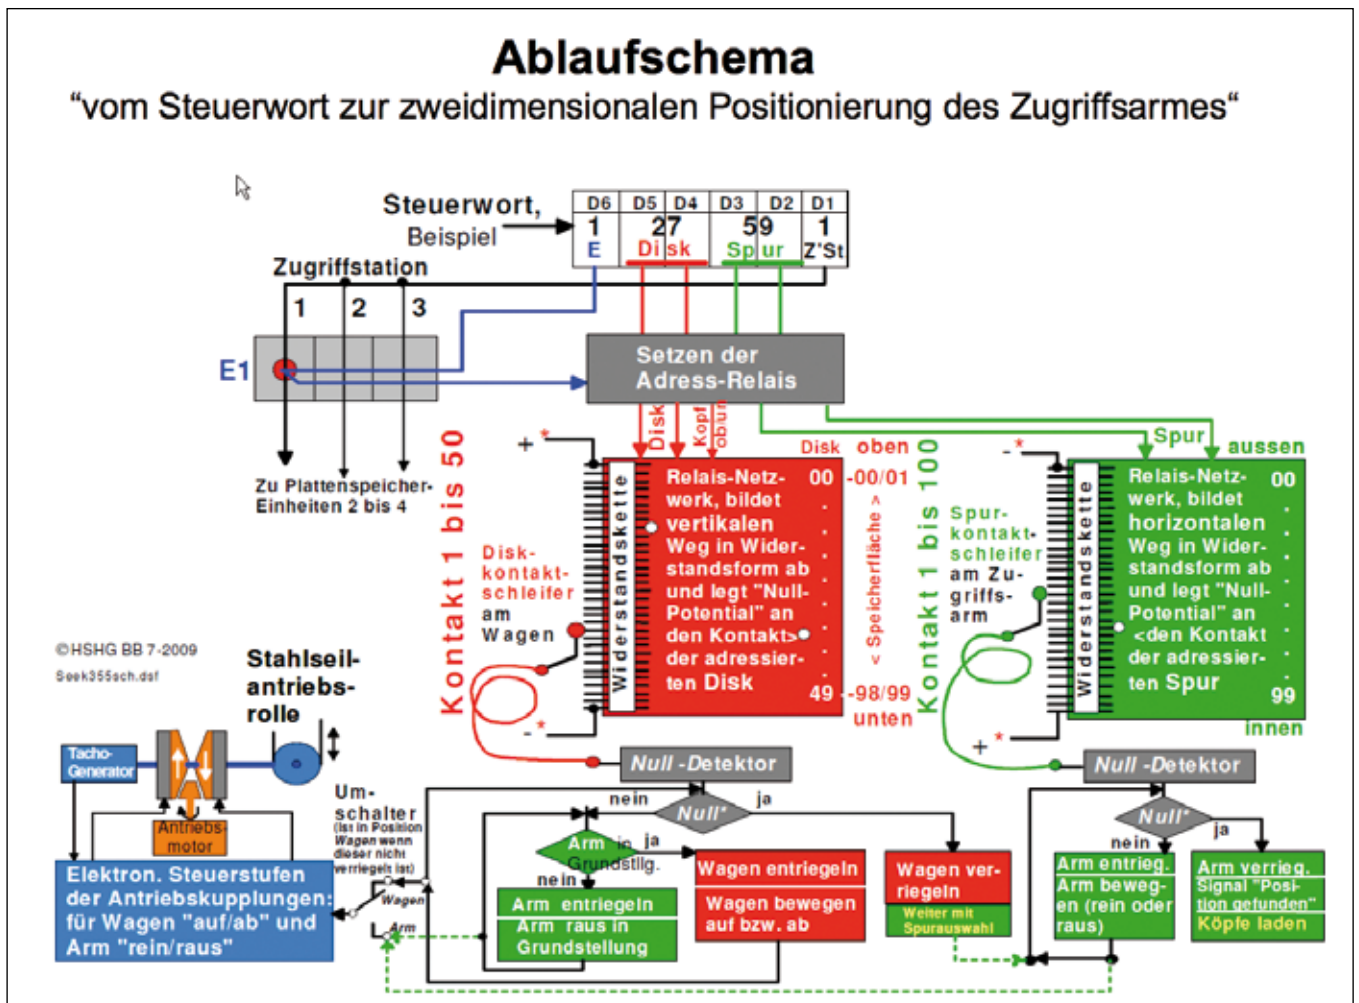 Ablaufschema
“vom Steuerwort zur zweidimensionalen Positionierung des Zugriffsarmes“
Steuerwort,
Beispiel
D6 D5 D4 D3 D2 D1
1 27 59 1
E Disk Spur Z'St
Zugriffstation
1 2 3
E1
Setzen der
Adress-Relais
Zu Plattenspeicher-
Einheiten 2 bis 4
Disk
Kopf
ob/un
Kontakt 1 bis 50
+ *
- *
Widerstandskette
Relais-Netz-
werk, bildet
vertikalen
Weg in Wider-
standsform ab
und legt "Null-
Potential" an
den Kontakt>
der adressier-
ten Disk
Disk oben
00 -00/01
< Speicherfläche >
49 --98/99
unten
Disk-
kontakt-
schleifer
am
Wagen
Kontakt 1 bis 100
Spur-
kontakt-
schleifer
am Zu-
griffs-
arm
- *
+ *
Widerstandskette
Spur
aussen
Relais-Netz-
werk, bildet
horizontalen
Weg in Wider-
standsform ab
und legt "Null-
Potential" an
<den Kontakt
der adressier-
ten Spur
00
99
innen
©HSHG BB 7-2009
Seek355sch.dsf
Stahlseil-
antriebs-
rolle
Tacho-
Generator
Antriebs-
motor
Um-
schalter
(ist in Position
Wagen wenn
dieser nicht
verriegelt ist)
Wagen
Arm
Elektron. Steuerstufen
der Antriebskupplungen:
für Wagen "auf/ab" und
Arm "rein/raus"
Null -Detektor
nein Null* ja
Arm in
Grundstllg.
ja
nein
Arm entriegeln
Arm raus in
Grundstellung
Wagen entriegeln
Wagen bewegen
auf bzw. ab
Wagen ver-
riegeln
Weiter mit
Spurauswahl
Null -Detektor
Null*
nein
ja
Arm entrieg.
Arm beweg-
en (rein oder
raus)
Arm verrieg.
Signal "Posi-
tion gefunden"
Köpfe laden